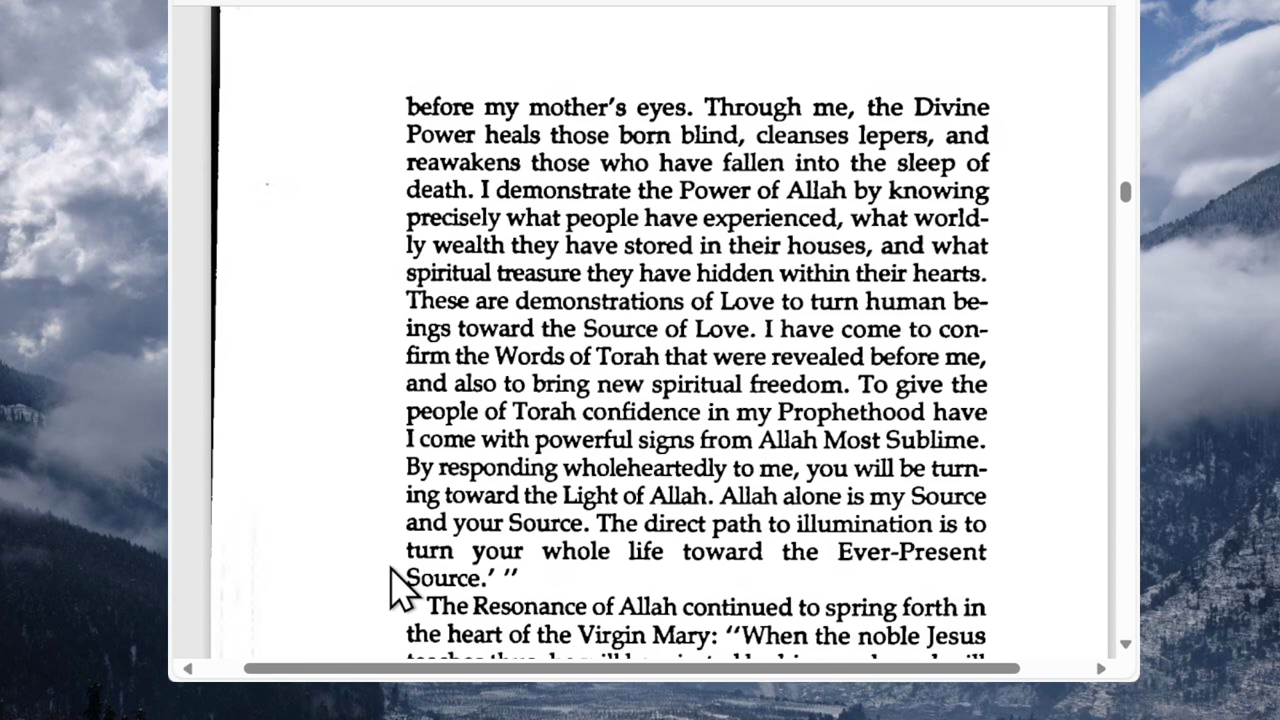 before my mother's eyes. Through me, the Divine
Power heals those born blind, cleanses lepers, and
reawakens those who have fallen into the sleep of
death. I demonstrate the Power of Allah by knowing
precisely what people have experienced, what world-
ly wealth they have stored in their houses, and what
spiritual treasure they have hidden within their hearts.
These are demonstrations of Love to turn human be-
ings toward the Source of Love. I have come to con-
firm the Words of Torah that were revealed before me,
and also to bring new spiritual freedom. To give the
people of Torah confidence in my Prophethood have
I come with powerful signs from Allah Most Sublime.
By responding wholeheartedly to me, you will be turn-
ing toward the Light of Allah. Allah alone is my Source
and your Source. The direct path to illumination is to
turn your whole life toward the Ever-Present
Source.' "
The Resonance of Allah continued to spring forth in
the heart of the Virgin Mary: "When the noble Jesus